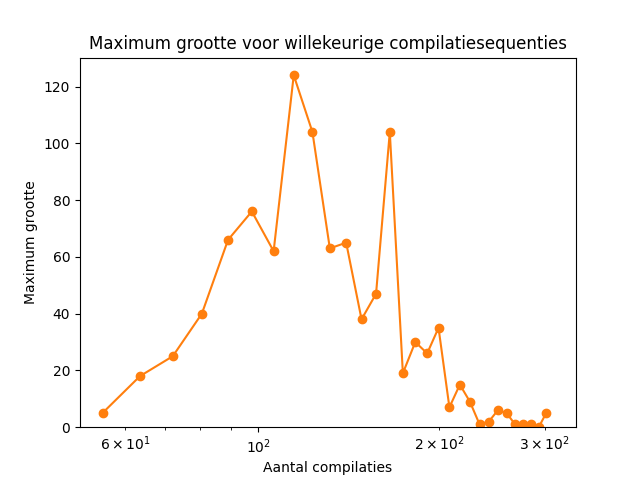 Maximum grootte voor willekeurige compilatiesequenties
120
100
80
60
40
20
0
Maximum grootte
6 × 10¹
10²
2 × 10²
3 × 10²
Aantal compilaties